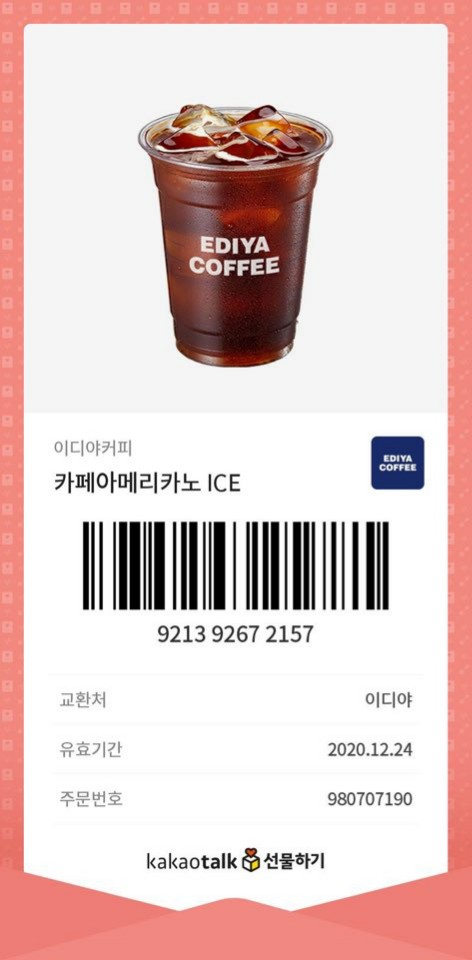 EDIYA
COFFEE
이디야커피
카페아메리카노 ICE
EDIYA
COFFEE
9213 9267 2157
교환처 이디야
유효기간 2020.12.24
주문번호 980707190
kakaotalk 선물하기